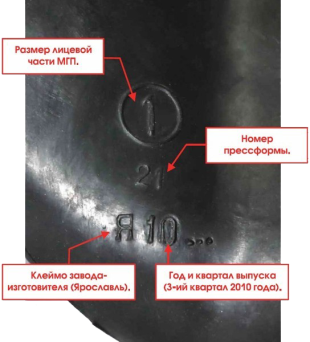 Размер лицевой
части МГП.
1
Номер
прессформы.
21
Я 10...
Клеймо завода-
изготовителя (Ярославль).
Год и квартал выпуска
(3-ий квартал 2010 года).